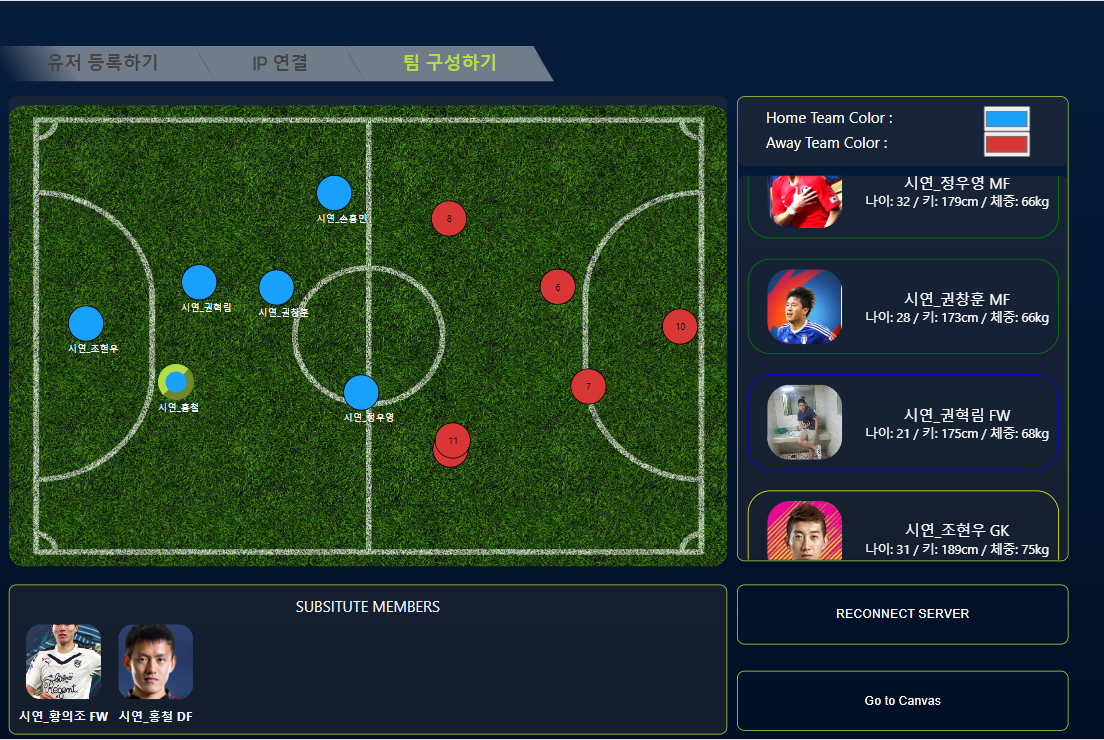 유저 등록하기
IP 연결
팀 구성하기
Home Team Color :
Away Team Color :
시연_손흥민
8
시연_권혁림
시연_권창훈
6
시연_조현우
10
시연_홍철
7
시연_정우영
11
시연_정우영 MF
나이: 32 / 키: 179cm / 체중: 66kg
시연_권창훈 MF
나이: 28 / 키: 173cm / 체중: 66kg
시연_권혁림 FW
나이: 21 / 키: 175cm / 체중: 68kg
시연_조현우 GK
나이: 31 / 키: 189cm / 체중: 75kg
SUBSITUTE MEMBERS
시연_황의조 FW
시연_홍철 DF
RECONNECT SERVER
Go to Canvas